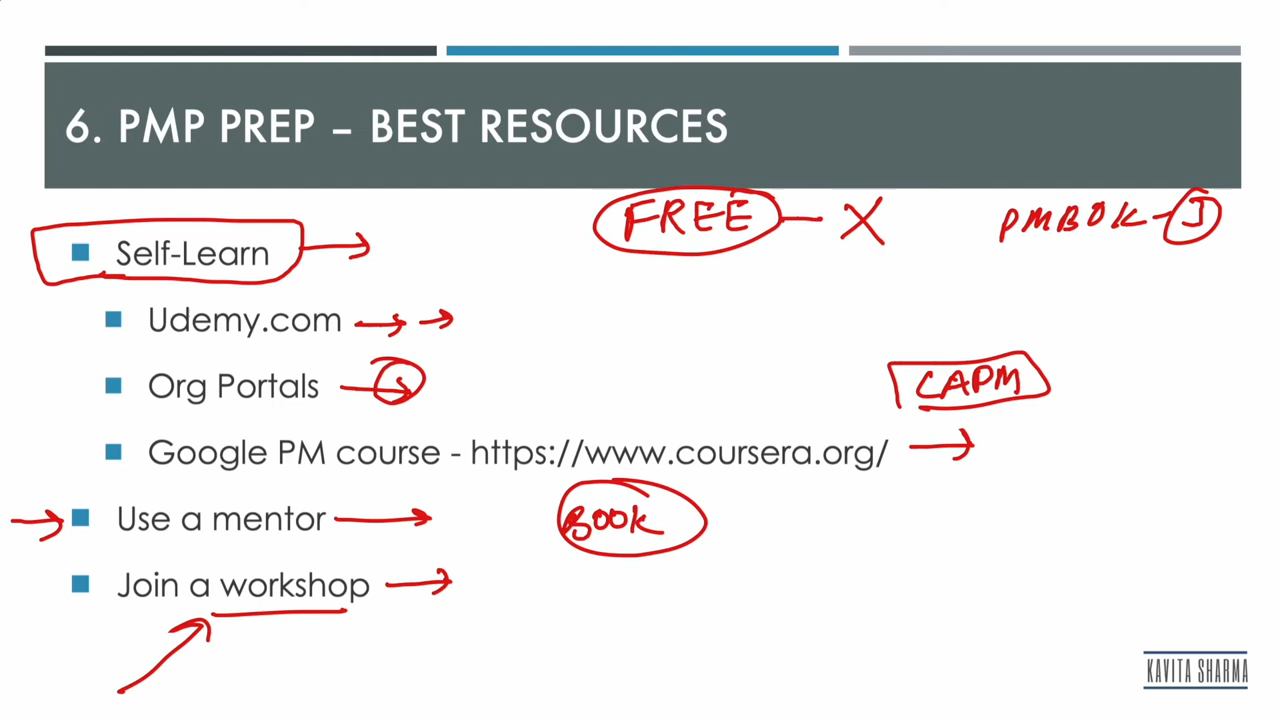 6. PMP PREP – BEST RESOURCES
FREE – X PMBOK –
Self-Learn
Udemy.com
Org Portals
CAPM
Google PM course - https://www.coursera.org/
Use a mentor
BOOK
Join a workshop
KAVITA SHARMA